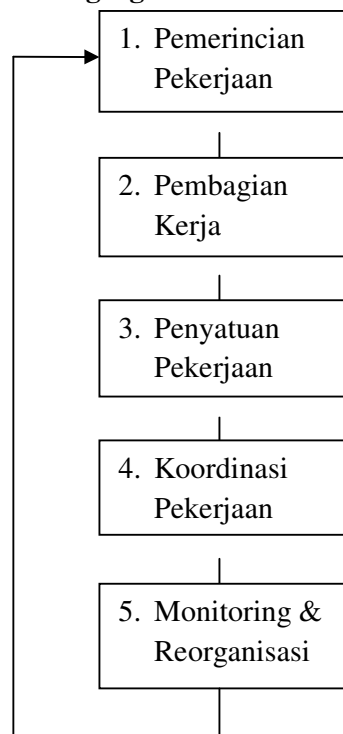 1. Pemerincian
Pekerjaan
2. Pembagian
Kerja
3. Penyatuan
Pekerjaan
4. Koordinasi
Pekerjaan
5. Monitoring &
Reorganisasi